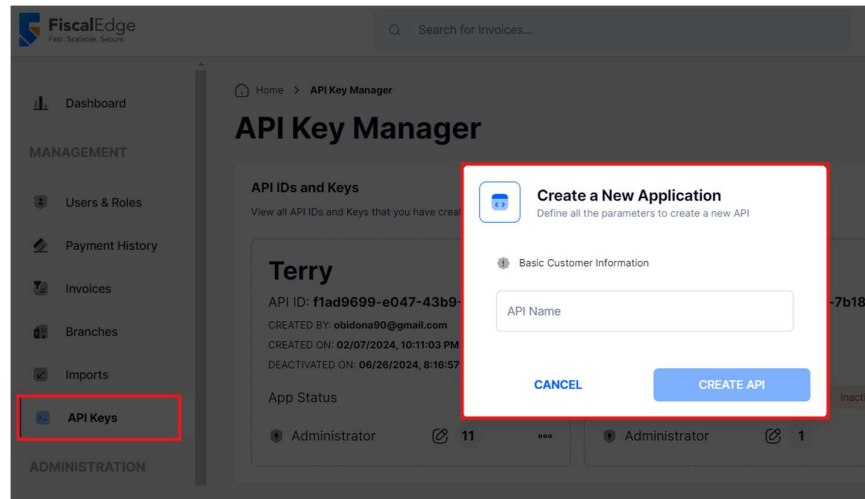 FiscalEdge
Fast. Scalable. Secure.
Search for Invoices...
Dashboard
MANAGEMENT
Users & Roles
Payment History
Invoices
Branches
Imports
API Keys
ADMINISTRATION
Home > API Key Manager
API Key Manager
API IDs and Keys
View all API IDs and Keys that you have
Terry
API ID: f1ad9699-e047-43b9-
CREATED BY: obidona90@gmail.com
CREATED ON: 02/07/2024, 10:11:03 PM
DEACTIVATED ON: 06/26/2024, 8:16:57
App Status
Administrator 11
-7b18
Inacti
Administrator 1
Create a New Application
Define all the parameters to create a new API
Basic Customer Information
API Name
CANCEL
CREATE API